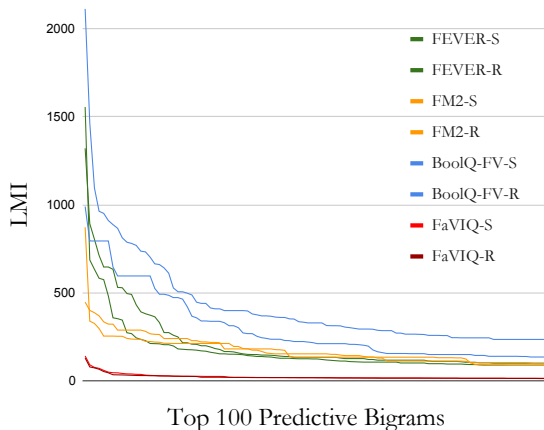 2000
1500
1000
500
0
LMI
FEVER-S
FEVER-R
FM2-S
FM2-R
BoolQ-FV-S
BoolQ-FV-R
FaVIQ-S
FaVIQ-R
Top 100 Predictive Bigrams